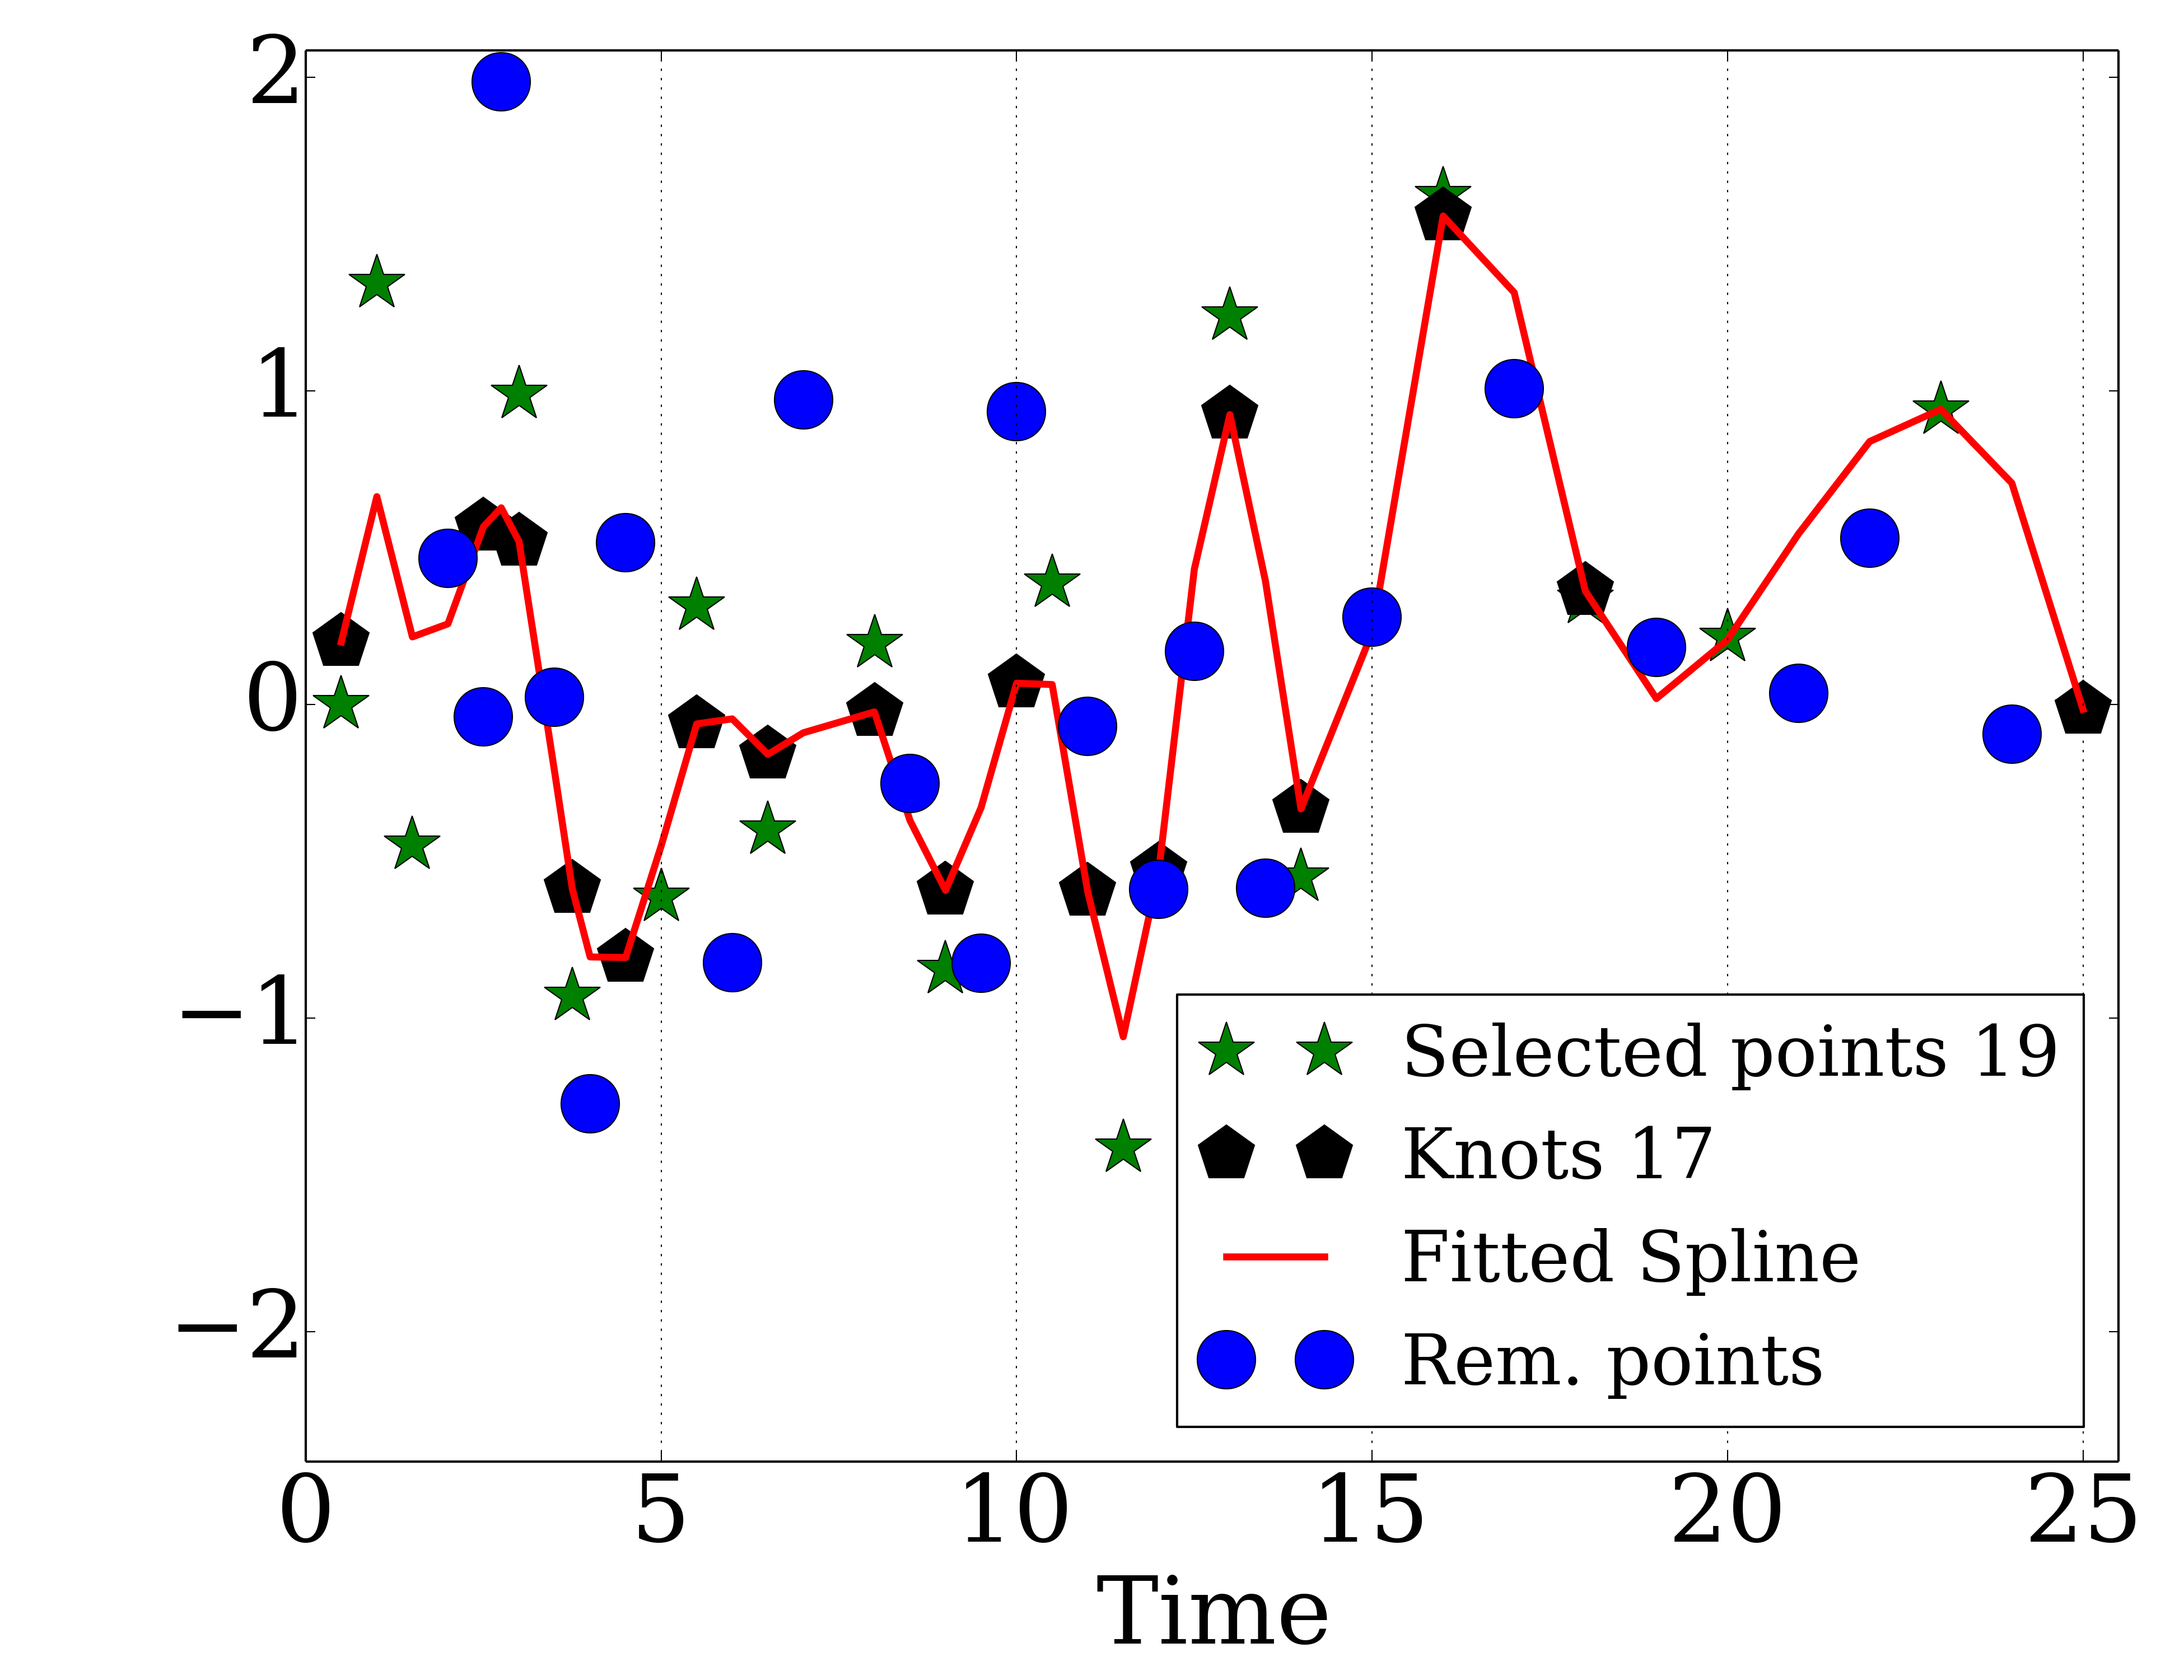 2
1
0
−1
−2
Selected points 19
Knots 17
Fitted Spline
Rem. points
0 5 10 15 20 25
Time